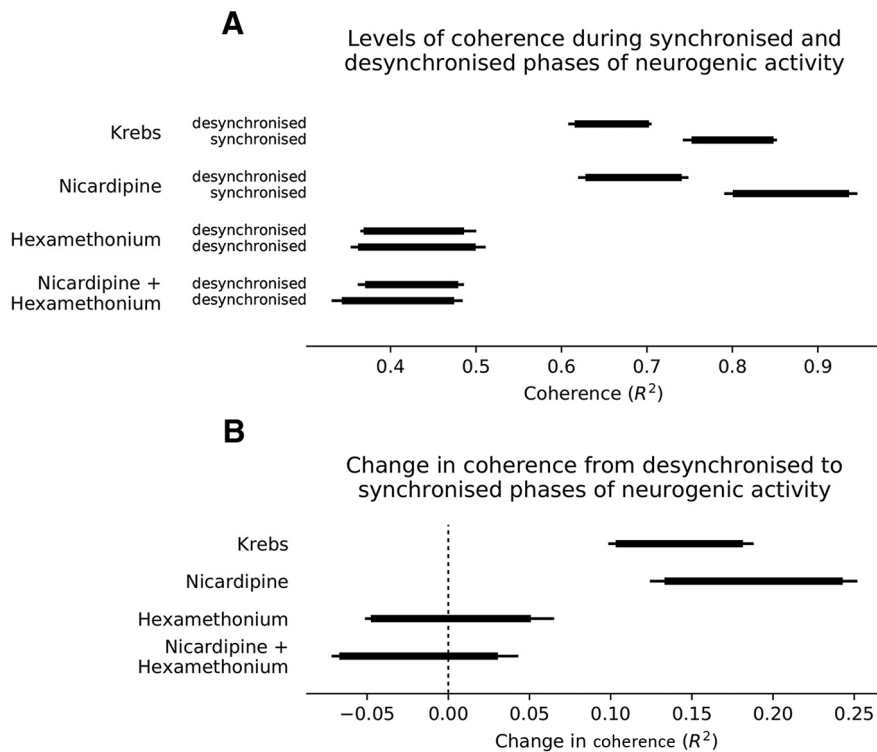 A
Levels of coherence during synchronised and
desynchronised phases of neurogenic activity
Krebs
desynchronised
synchronised
Nicardipine
desynchronised
synchronised
Hexamethonium
desynchronised
desynchronised
Nicardipine +
Hexamethonium
desynchronised
desynchronised
0.4 0.5 0.6 0.7 0.8 0.9
Coherence (R²)
B
Change in coherence from desynchronised to
synchronised phases of neurogenic activity
Krebs
Nicardipine
Hexamethonium
Nicardipine +
Hexamethonium
−0.05 0.00 0.05 0.10 0.15 0.20 0.25
Change in coherence (R²)